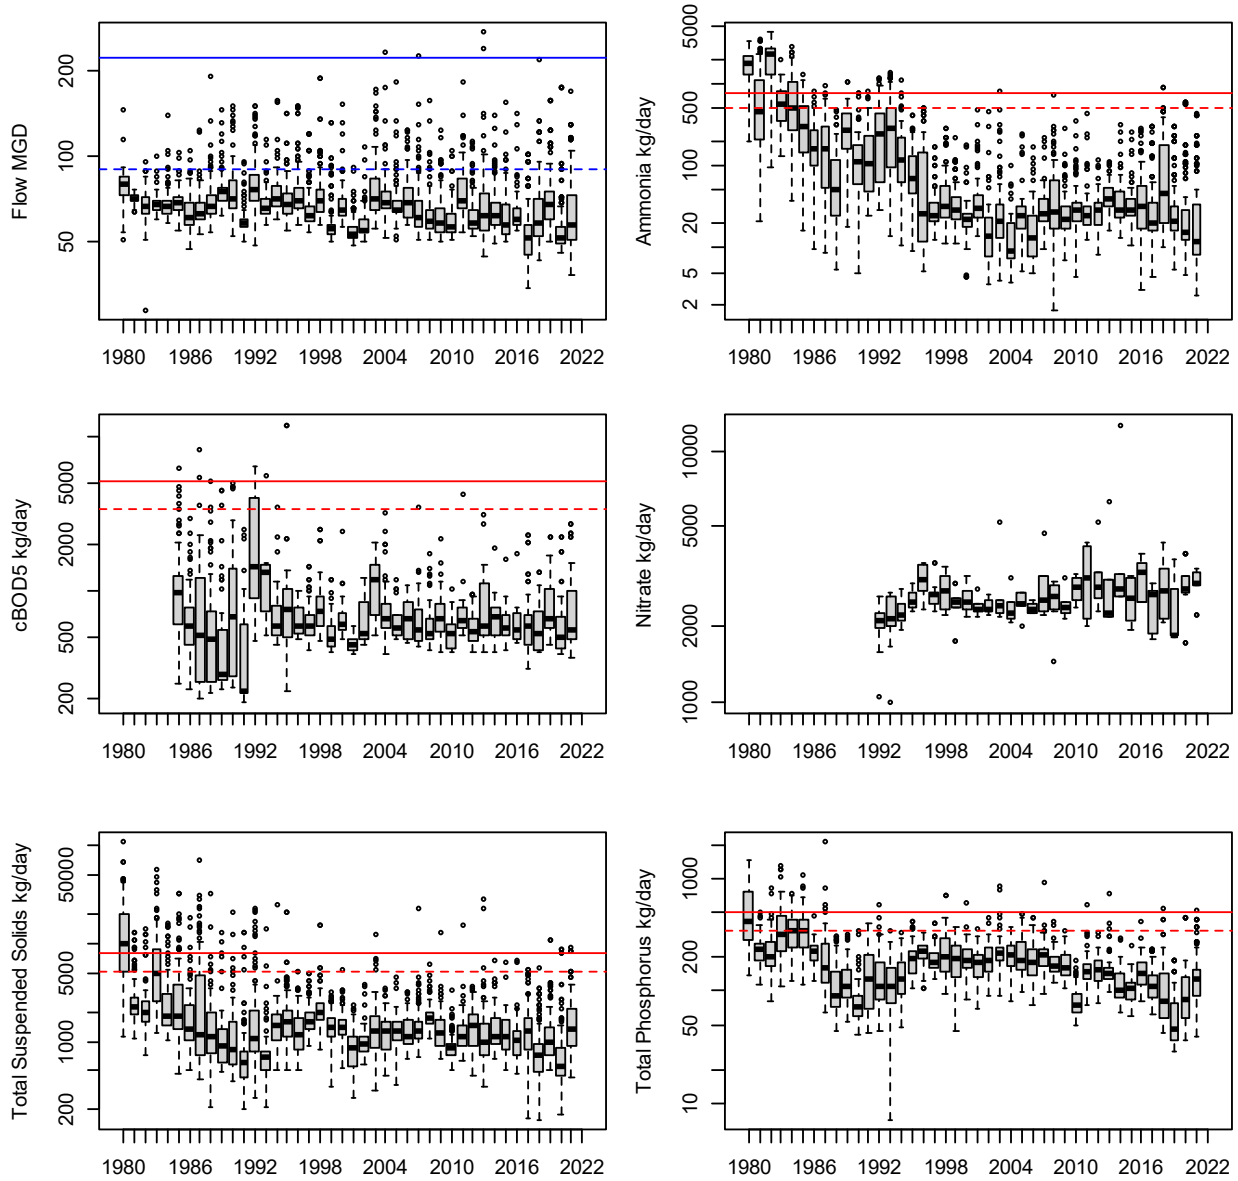 Flow MGD
200
100
50
1980 1986 1992 1998 2004 2010 2016 2022
Ammonia kg/day
5000
500
100
20
5
2
1980 1986 1992 1998 2004 2010 2016 2022
cBOD5 kg/day
5000
2000
500
200
1980 1986 1992 1998 2004 2010 2016 2022
Nitrate kg/day
10000
5000
2000
1000
1980 1986 1992 1998 2004 2010 2016 2022
Total Suspended Solids kg/day
50000
5000
1000
200
1980 1986 1992 1998 2004 2010 2016 2022
Total Phosphorus kg/day
1000
200
50
10
1980 1986 1992 1998 2004 2010 2016 2022